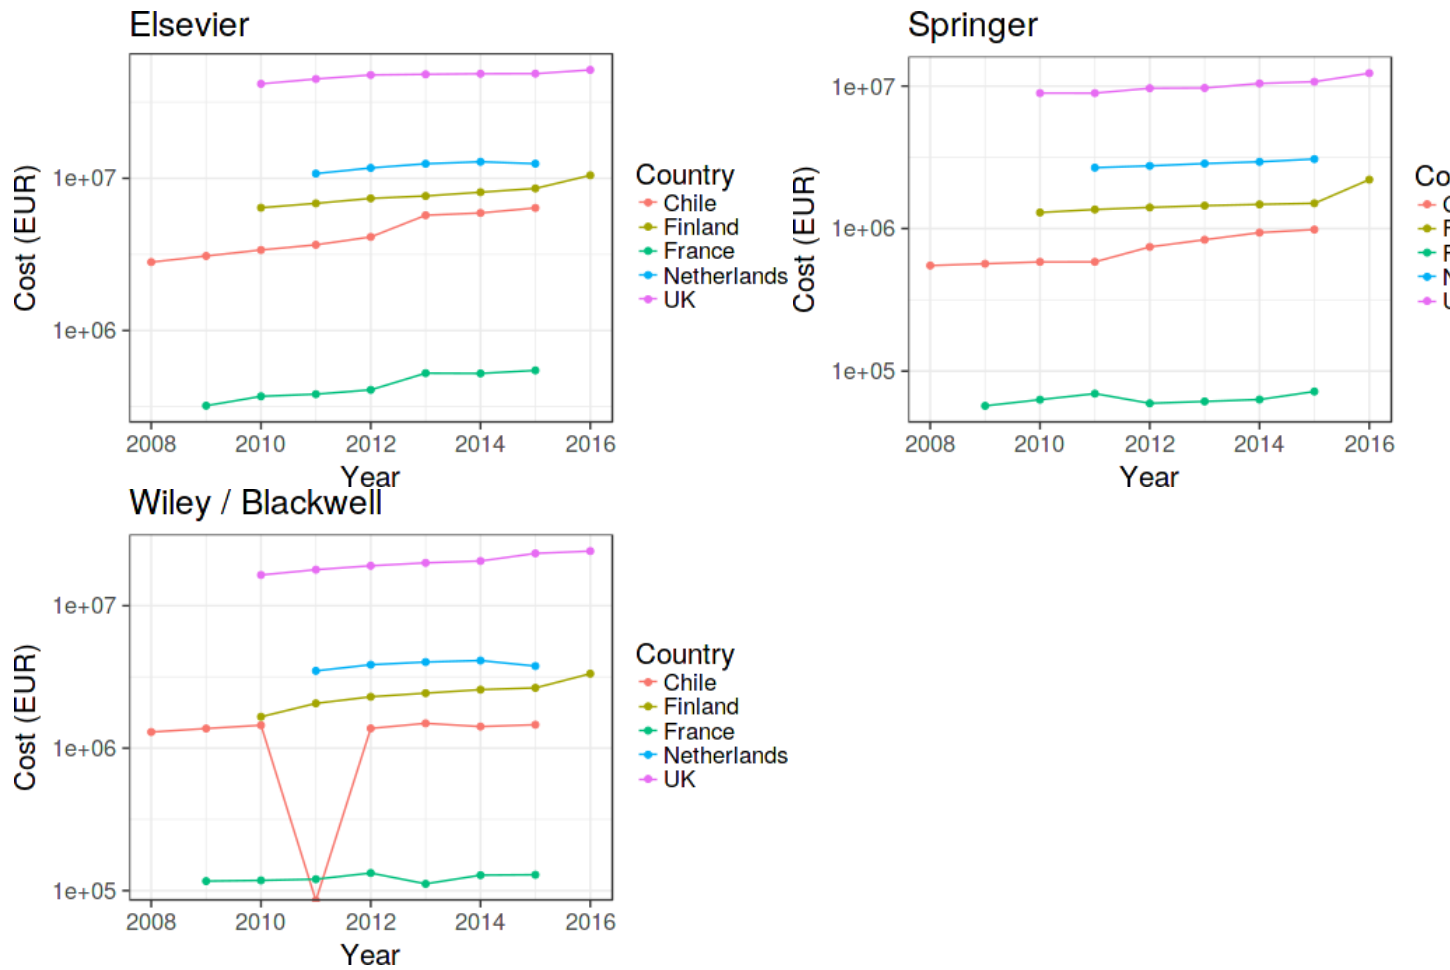 Elsevier
Cost (EUR)
1e+07
1e+06
2008 2010 2012 2014 2016
Year
Country
Chile
Finland
France
Netherlands
UK
Springer
Cost (EUR)
1e+07
1e+06
1e+05
2008 2010 2012 2014 2016
Year
Co
Wiley / Blackwell
Cost (EUR)
1e+07
1e+06
1e+05
2008 2010 2012 2014 2016
Year
Country
Chile
Finland
France
Netherlands
UK